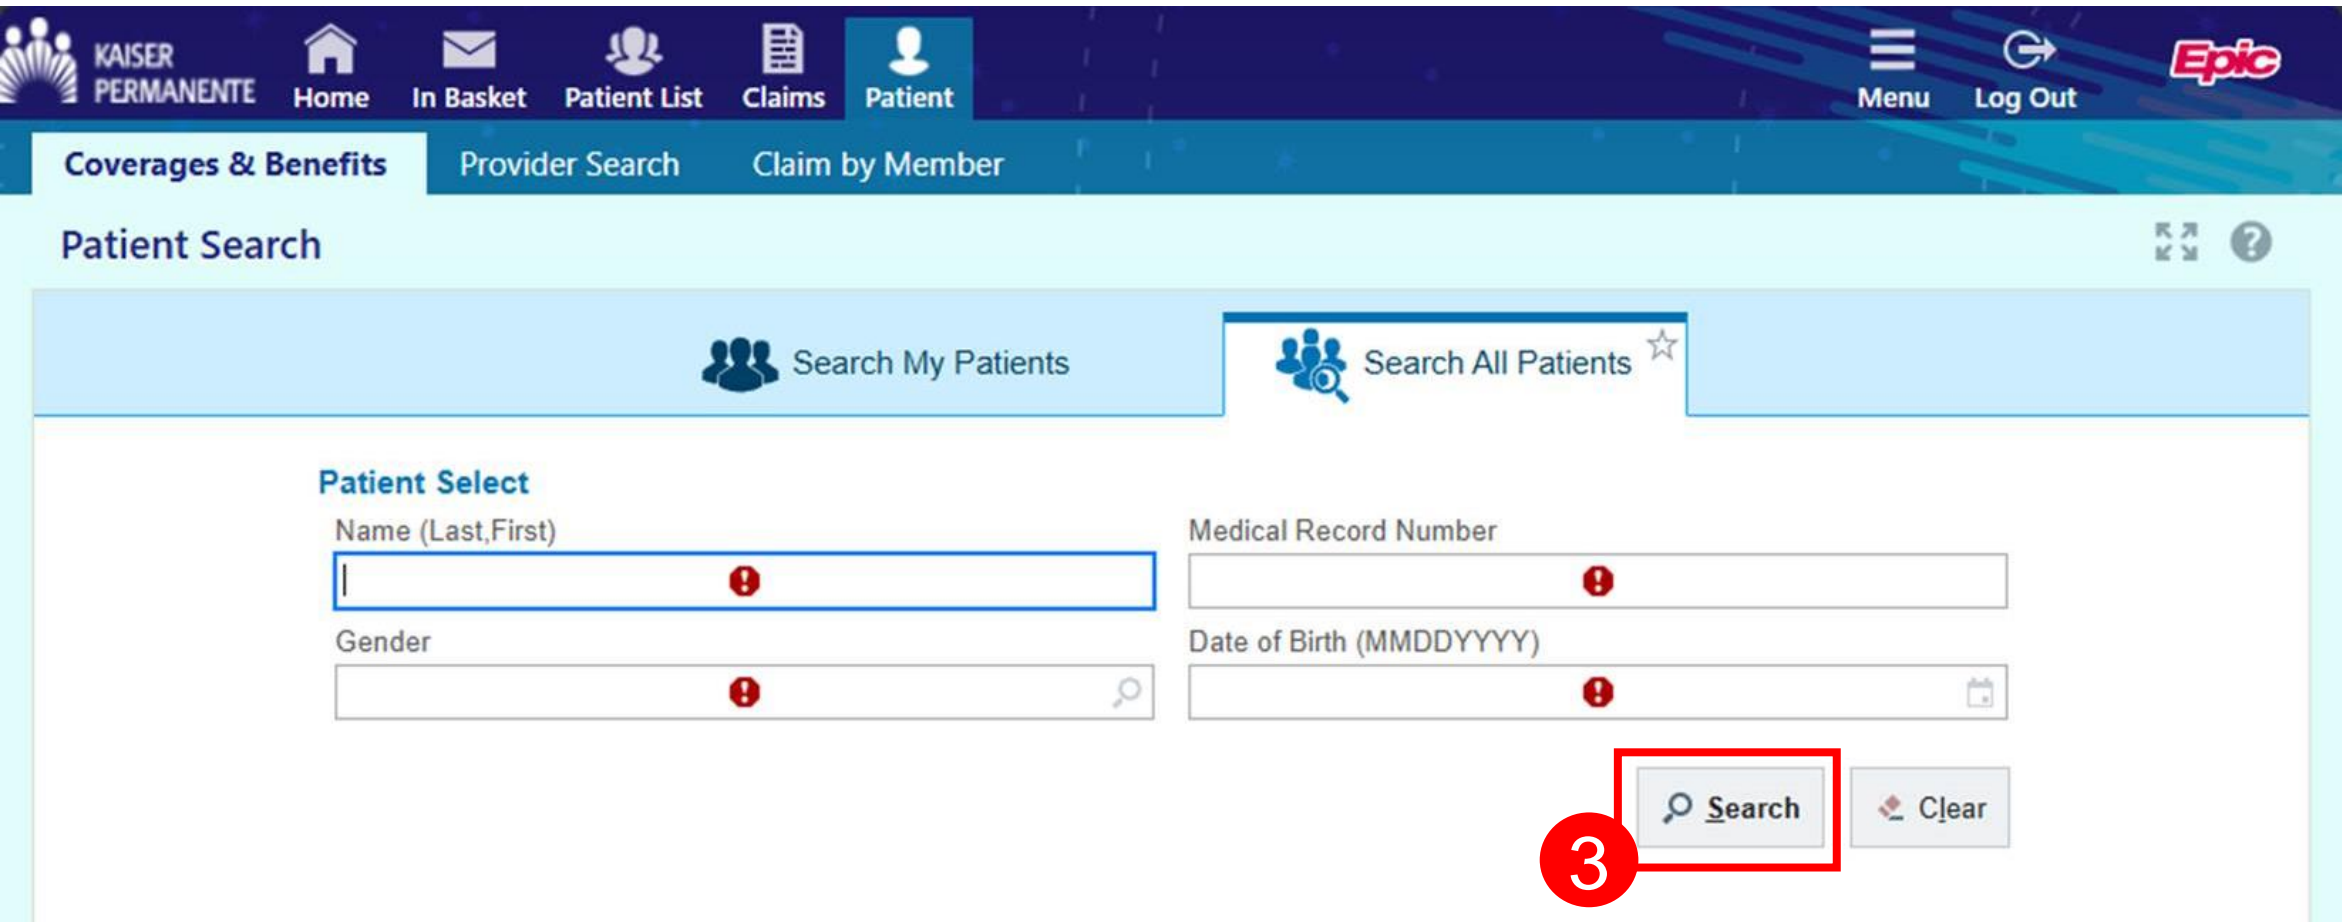 KAISER
PERMANENTE
Home In Basket Patient List Claims Patient
Menu Log Out
Epic
Coverages & Benefits Provider Search Claim by Member
Patient Search
?
Search My Patients Search All Patients
Patient Select
Name (Last,First) Medical Record Number
! !
Gender Date of Birth (MMDDYYYY)
! !
Search Clear
3